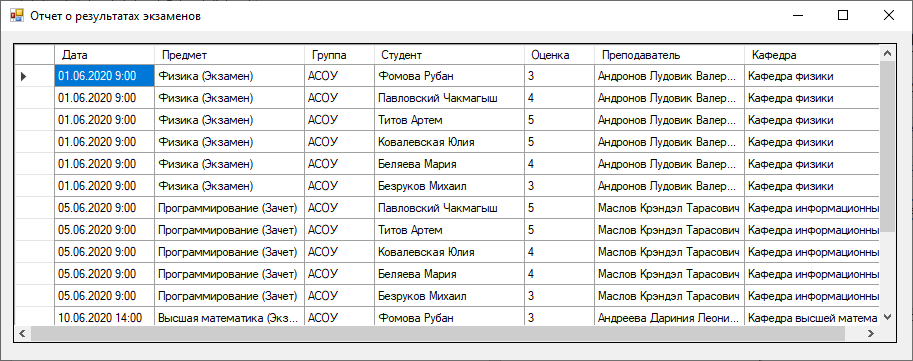 Отчет о результатах экзаменов
Дата Предмет Группа Студент Оценка Преподаватель Кафедра
01.06.2020 9:00 Физика (Экзамен) АСОУ Фомова Рубан 3 Андронов Лудовик Валер... Кафедра физики
01.06.2020 9:00 Физика (Экзамен) АСОУ Павловский Чакмагыш 4 Андронов Лудовик Валер... Кафедра физики
01.06.2020 9:00 Физика (Экзамен) АСОУ Титов Артем 5 Андронов Лудовик Валер... Кафедра физики
01.06.2020 9:00 Физика (Экзамен) АСОУ Ковалевская Юлия 5 Андронов Лудовик Валер... Кафедра физики
01.06.2020 9:00 Физика (Экзамен) АСОУ Беляева Мария 4 Андронов Лудовик Валер... Кафедра физики
01.06.2020 9:00 Физика (Экзамен) АСОУ Безруков Михаил 3 Андронов Лудовик Валер... Кафедра физики
05.06.2020 9:00 Программирование (Зачет) АСОУ Павловский Чакмагыш 5 Маслов Крэндэл Тарасович Кафедра информационны
05.06.2020 9:00 Программирование (Зачет) АСОУ Титов Артем 5 Маслов Крэндэл Тарасович Кафедра информационны
05.06.2020 9:00 Программирование (Зачет) АСОУ Ковалевская Юлия 4 Маслов Крэндэл Тарасович Кафедра информационны
05.06.2020 9:00 Программирование (Зачет) АСОУ Беляева Мария 4 Маслов Крэндэл Тарасович Кафедра информационны
05.06.2020 9:00 Программирование (Зачет) АСОУ Безруков Михаил 3 Маслов Крэндэл Тарасович Кафедра информационны
10.06.2020 14:00 Высшая математика (Экз... АСОУ Фомова Рубан 3 Андреева Дариния Леони... Кафедра высшей матема